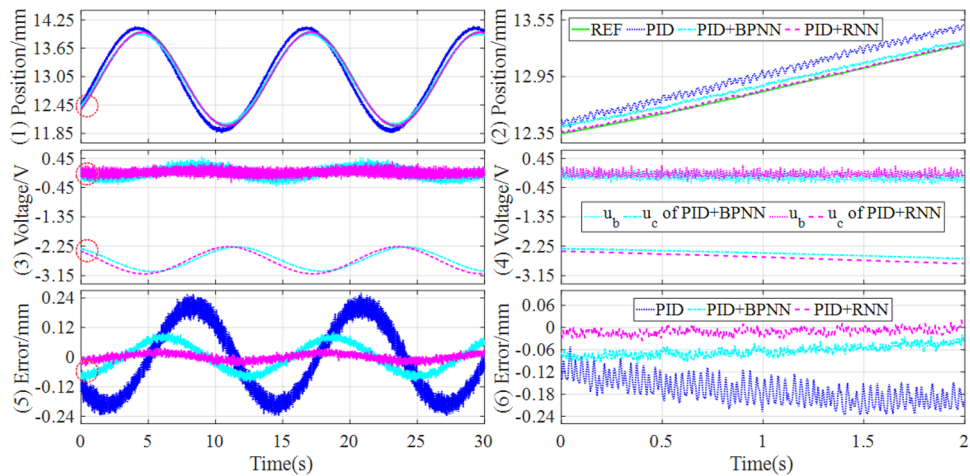 (1) Position/mm
14.25
13.65
13.05
12.45
11.85
(2) Position/mm
13.55
12.95
12.35
REF PID PID+BPNN PID+RNN
(3) Voltage/V
0.45
-0.45
-1.35
-2.25
-3.15
(4) Voltage/V
0.45
-0.45
-1.35
-2.25
-3.15
u_b u_c of PID+BPNN u_b u_c of PID+RNN
(5) Error/mm
0.24
0.12
0
-0.12
-0.24
0 5 10 15 20 25 30
Time(s)
(6) Error/mm
0.06
0
-0.06
-0.12
-0.18
-0.24
PID PID+BPNN PID+RNN
0 0.5 1 1.5 2
Time(s)